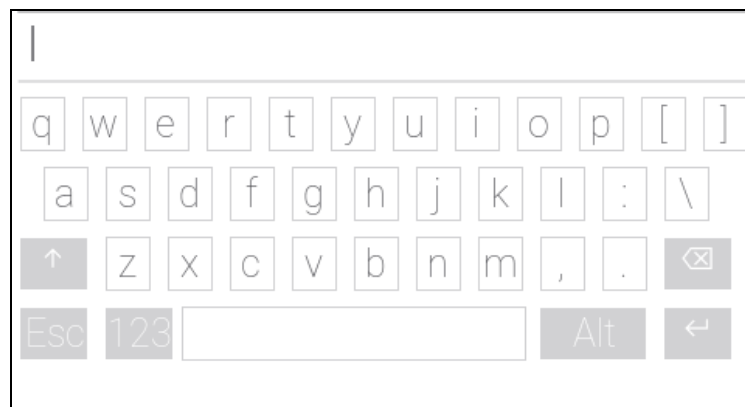 q w e r t y u i o p [ ]
a s d f g h j k l : \
↑ z x c v b n m , . ⌫
Esc 123 Alt ↵